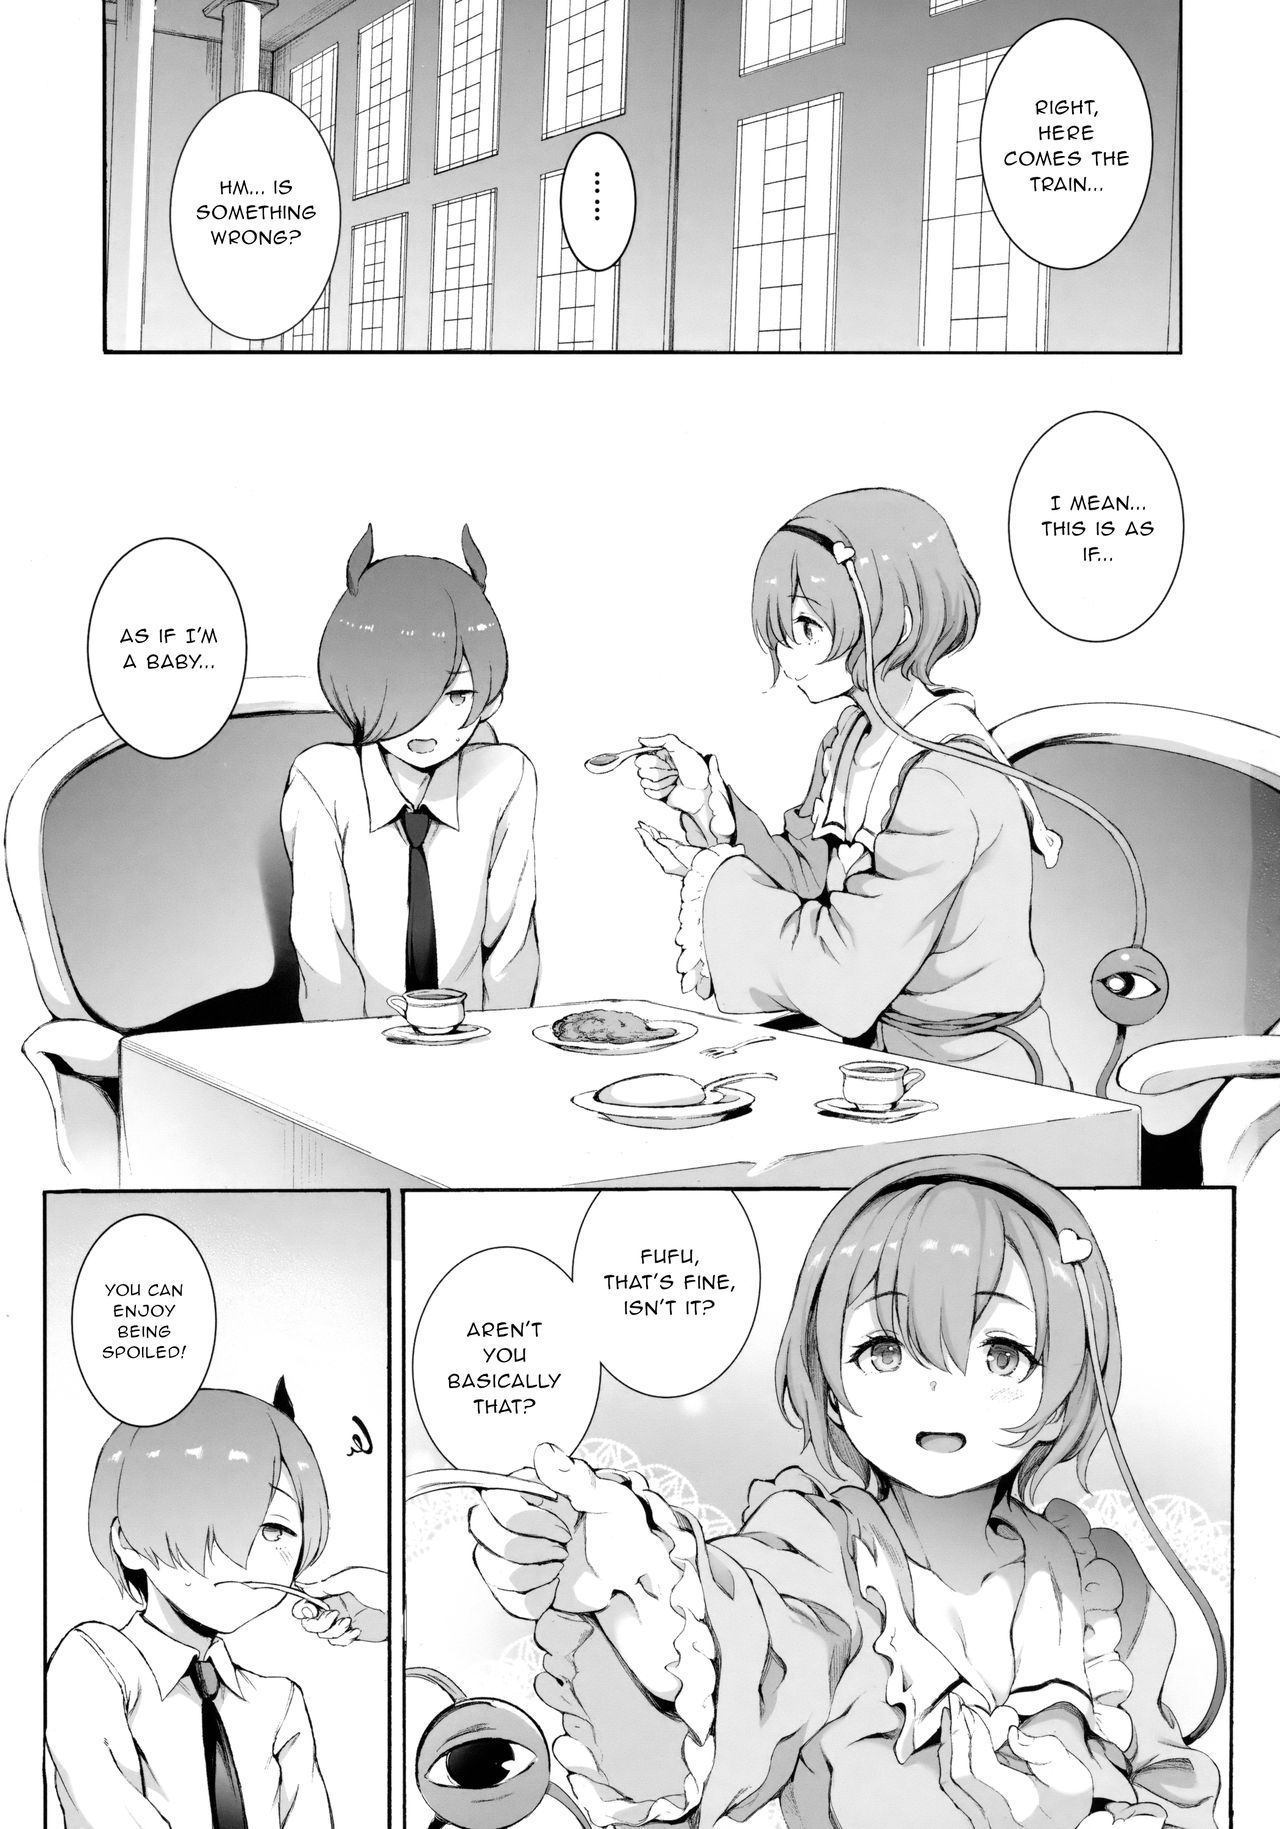 RIGHT,
HERE
COMES THE
TRAIN...
......
HM... IS
SOMETHING
WRONG?
I MEAN...
THIS IS AS
IF...
AS IF I'M
A BABY...
FUFU,
THAT'S FINE,
ISN'T IT?
AREN'T
YOU
BASICALLY
THAT?
YOU CAN
ENJOY
BEING
SPOILED!